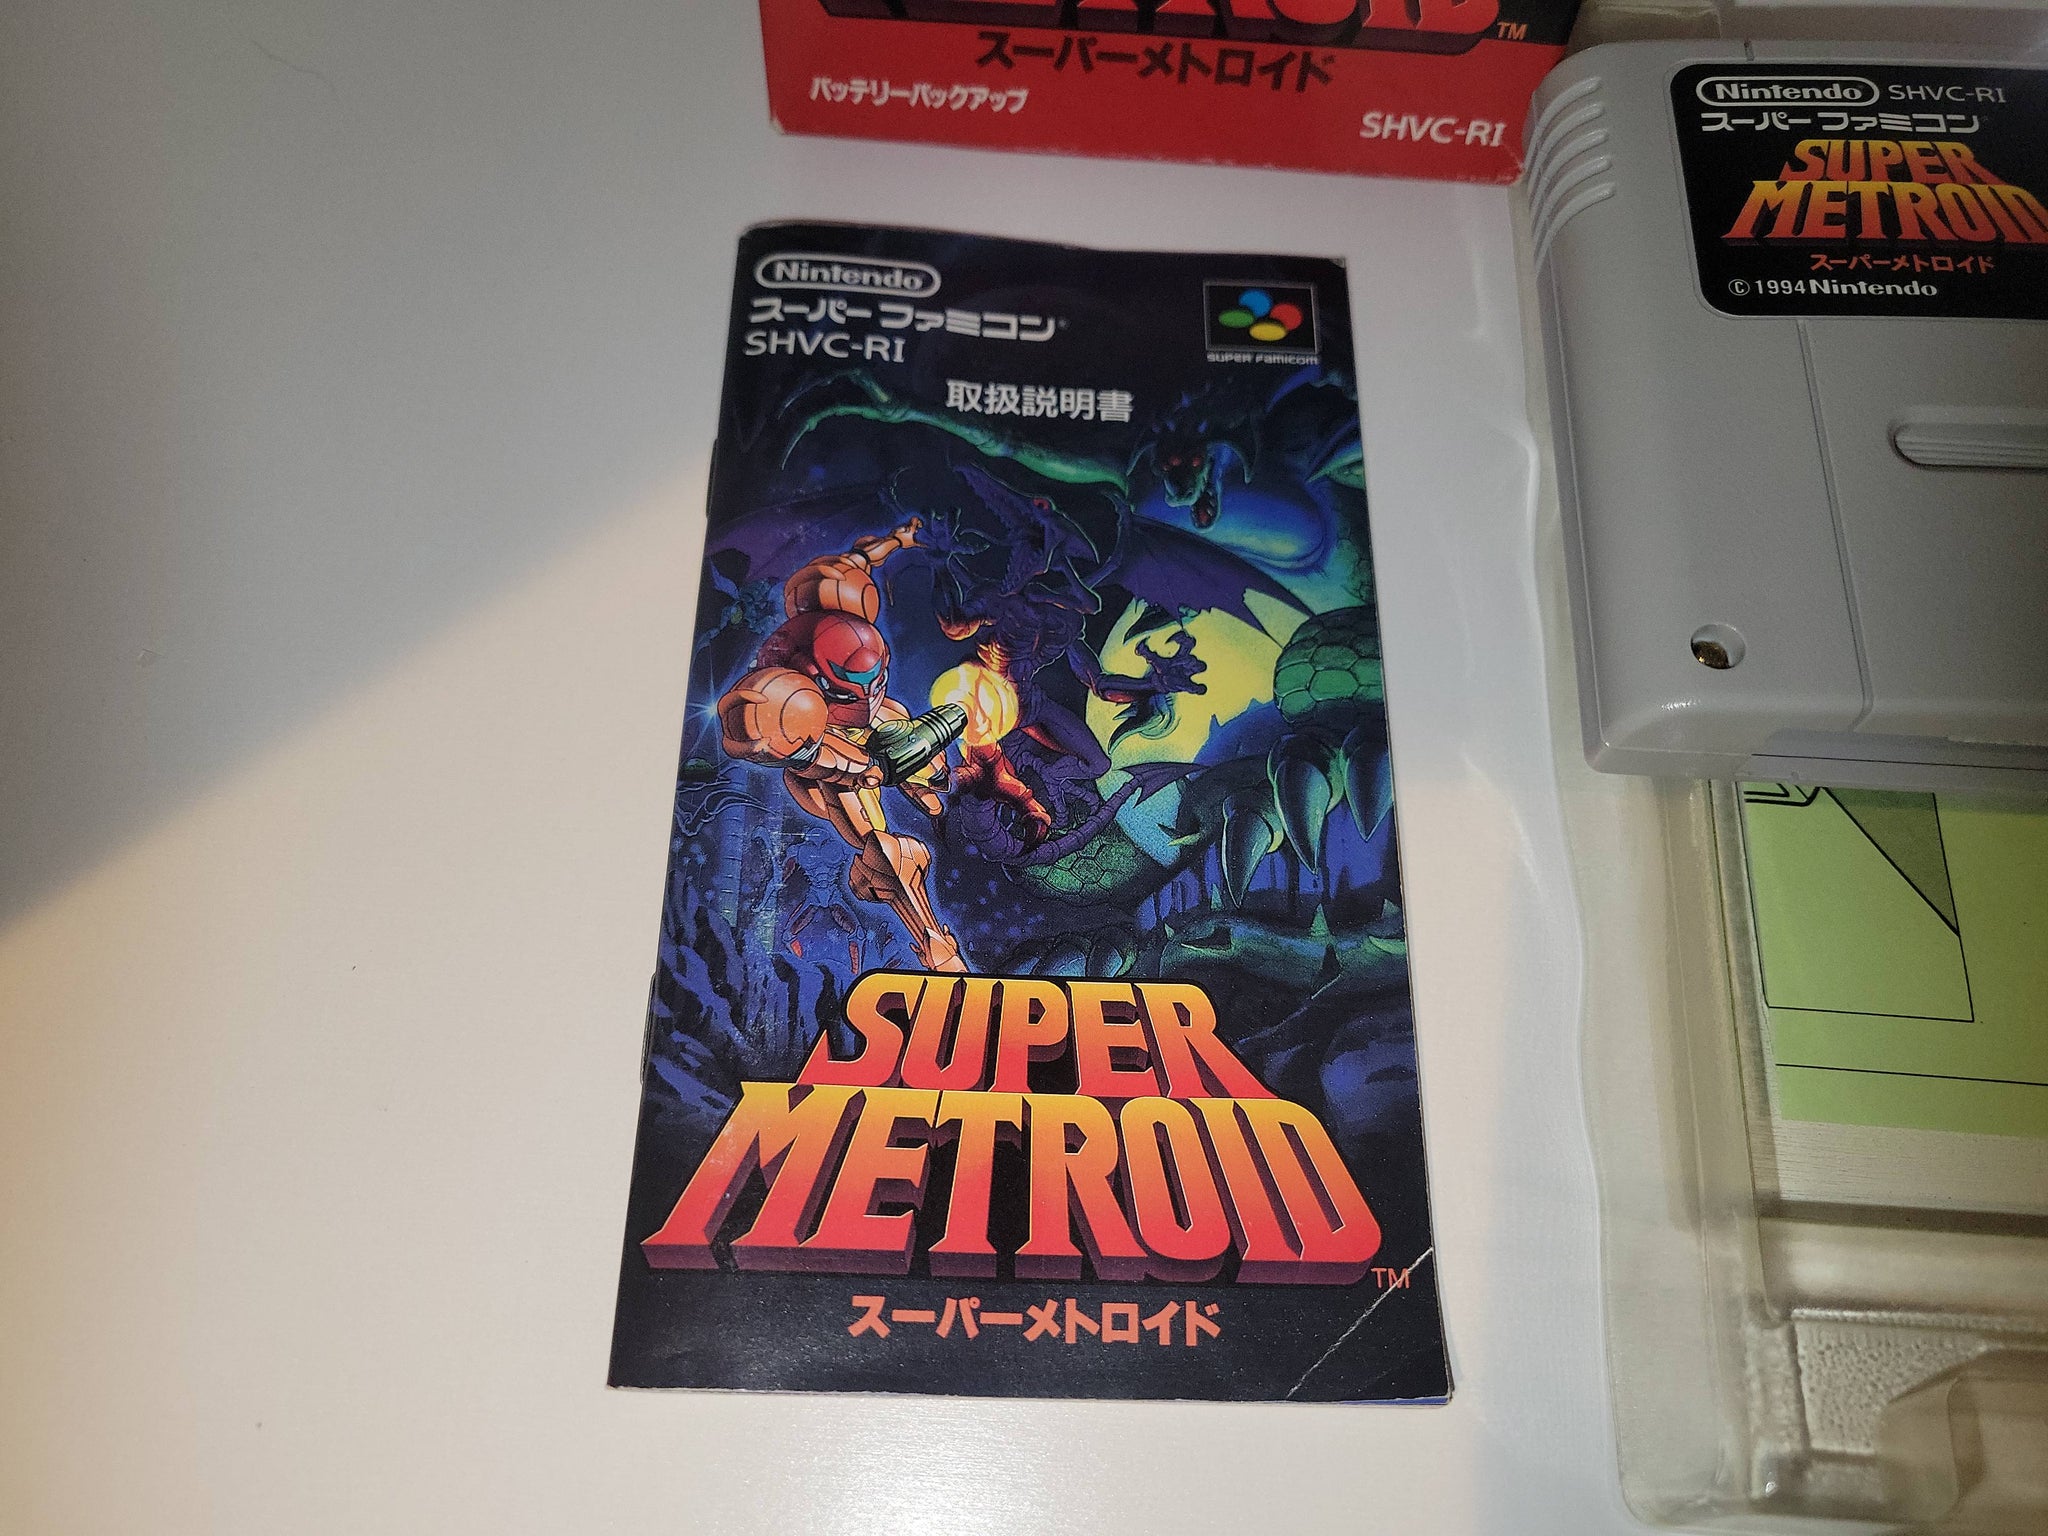 METROID
TM
スーパーメトロイド
バッテリーバックアップ
SHVC-RI
Nintendo SHVC-RI
スーパー ファミコン
SUPER
METROID
スーパーメトロイド
© 1994 Nintendo
Nintendo
スーパー ファミコン®
SHVC-RI
SUPER FAMICOM
取扱説明書
SUPER
METROID
TM
スーパーメトロイド